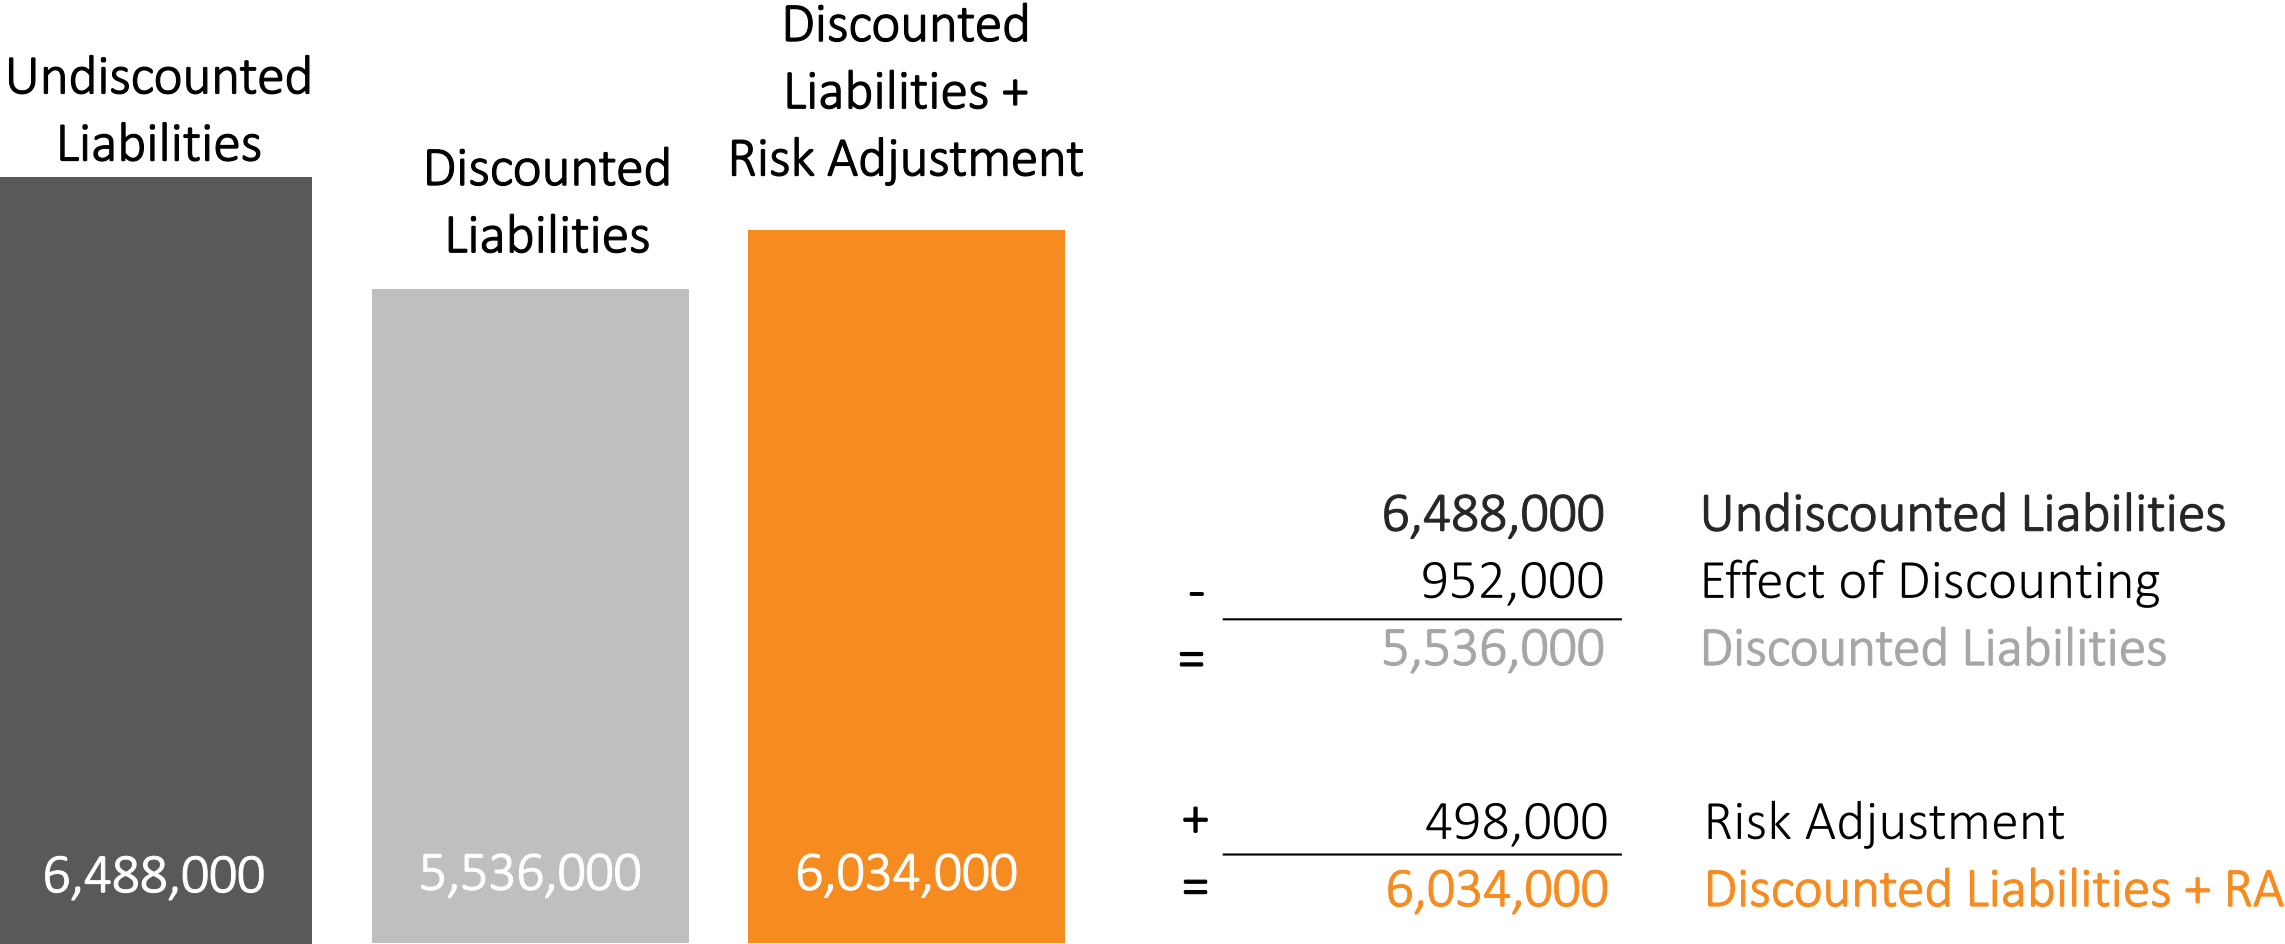 Undiscounted
Liabilities
6,488,000
Discounted
Liabilities
5,536,000
Discounted
Liabilities +
Risk Adjustment
6,034,000
6,488,000 Undiscounted Liabilities
- 952,000 Effect of Discounting
= 5,536,000 Discounted Liabilities
+ 498,000 Risk Adjustment
= 6,034,000 Discounted Liabilities + RA